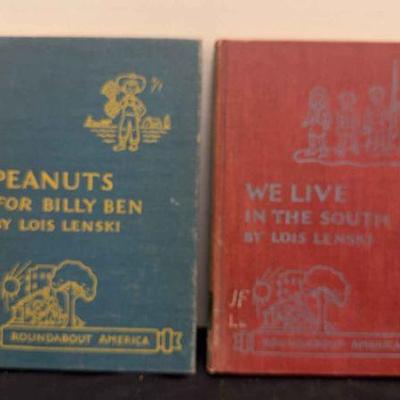 PEANUTS
FOR BILLY BEN
BY LOIS LENSKI
ROUNDABOUT AMERICA
WE LIVE
IN THE SOUTH
BY LOIS LENSKI
JF
LL
ROUNDABOUT AMERICA